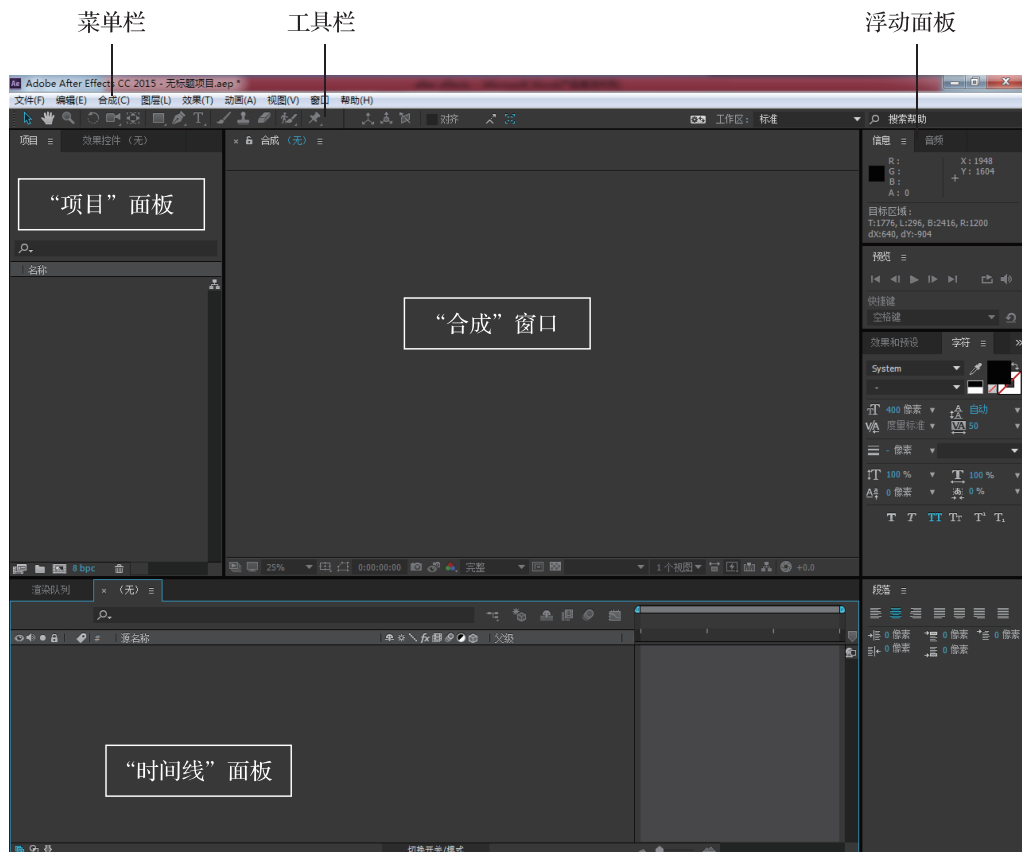 菜单栏 工具栏 浮动面板
Adobe After Effects CC 2015 - 无标题项目.aep *
文件(F) 编辑(E) 合成(C) 图层(L) 效果(T) 动画(A) 视图(V) 窗口 帮助(H)
对齐 工作区: 标准 搜索帮助
项目 效果控件 (无)
× 合成 (无)
信息 音频
R :
G :
B :
A : 0
X : 1948
Y : 1604
目标区域 :
T:1776, L:296, B:2416, R:1200
dX:640, dY:-904
“项目”面板
名称
“合成”窗口
预览
快捷键
空格键
效果和预设 字符
System
-
400 像素 自动
度量标准 50
- 像素
100 % 100 %
0 像素 0 %
T T TT Tт T¹ T₁
8 bpc
25% 0:00:00:00 完整 1 个视图 +0.0
渲染队列 × (无)
# 源名称 父级
“时间线”面板
切换开关/模式
段落
0 像素 0 像素 0 像素
0 像素 0 像素